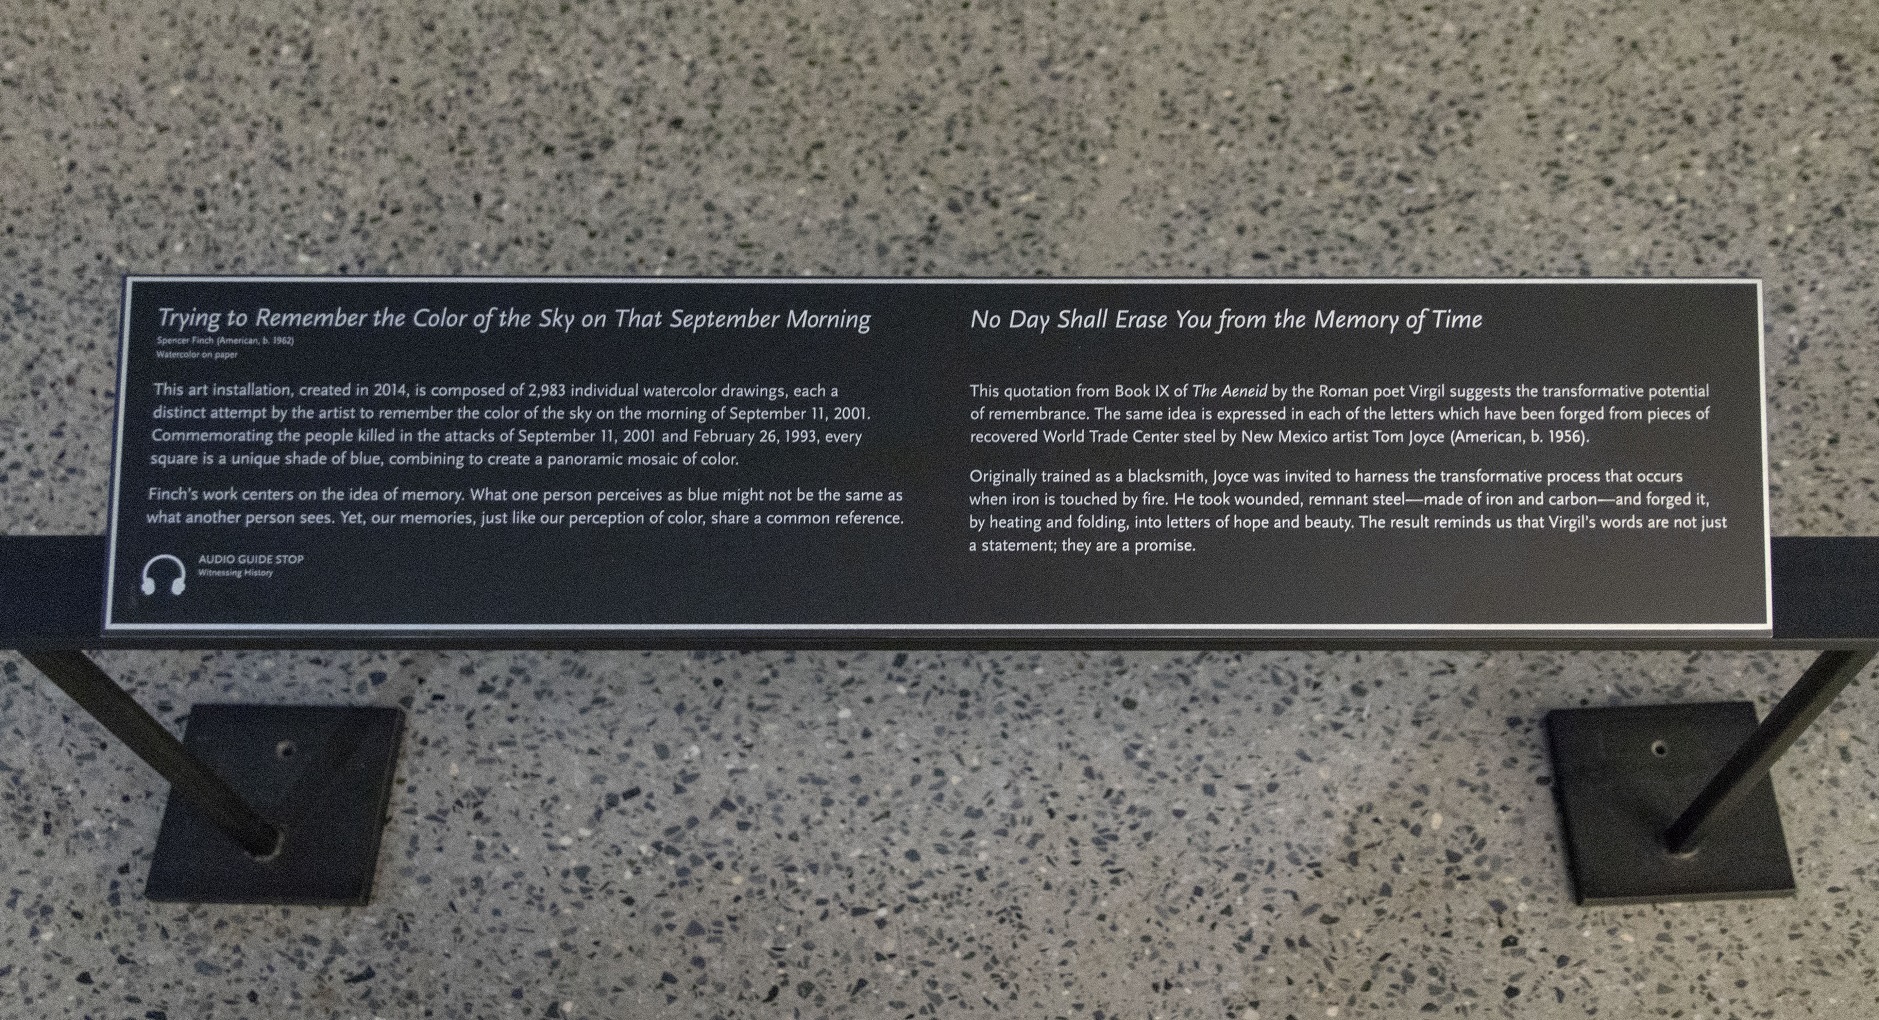 Trying to Remember the Color of the Sky on That September Morning
Spencer Finch (American, b. 1962)
Watercolor on paper
This art installation, created in 2014, is composed of 2,983 individual watercolor drawings, each a
distinct attempt by the artist to remember the color of the sky on the morning of September 11, 2001.
Commemorating the people killed in the attacks of September 11, 2001 and February 26, 1993, every
square is a unique shade of blue, combining to create a panoramic mosaic of color.
Finch's work centers on the idea of memory. What one person perceives as blue might not be the same as
what another person sees. Yet, our memories, just like our perception of color, share a common reference.
AUDIO GUIDE STOP
Witnessing History
No Day Shall Erase You from the Memory of Time
This quotation from Book IX of The Aeneid by the Roman poet Virgil suggests the transformative potential
of remembrance. The same idea is expressed in each of the letters which have been forged from pieces of
recovered World Trade Center steel by New Mexico artist Tom Joyce (American, b. 1956).
Originally trained as a blacksmith, Joyce was invited to harness the transformative process that occurs
when iron is touched by fire. He took wounded, remnant steel—made of iron and carbon—and forged it,
by heating and folding, into letters of hope and beauty. The result reminds us that Virgil's words are not just
a statement; they are a promise.